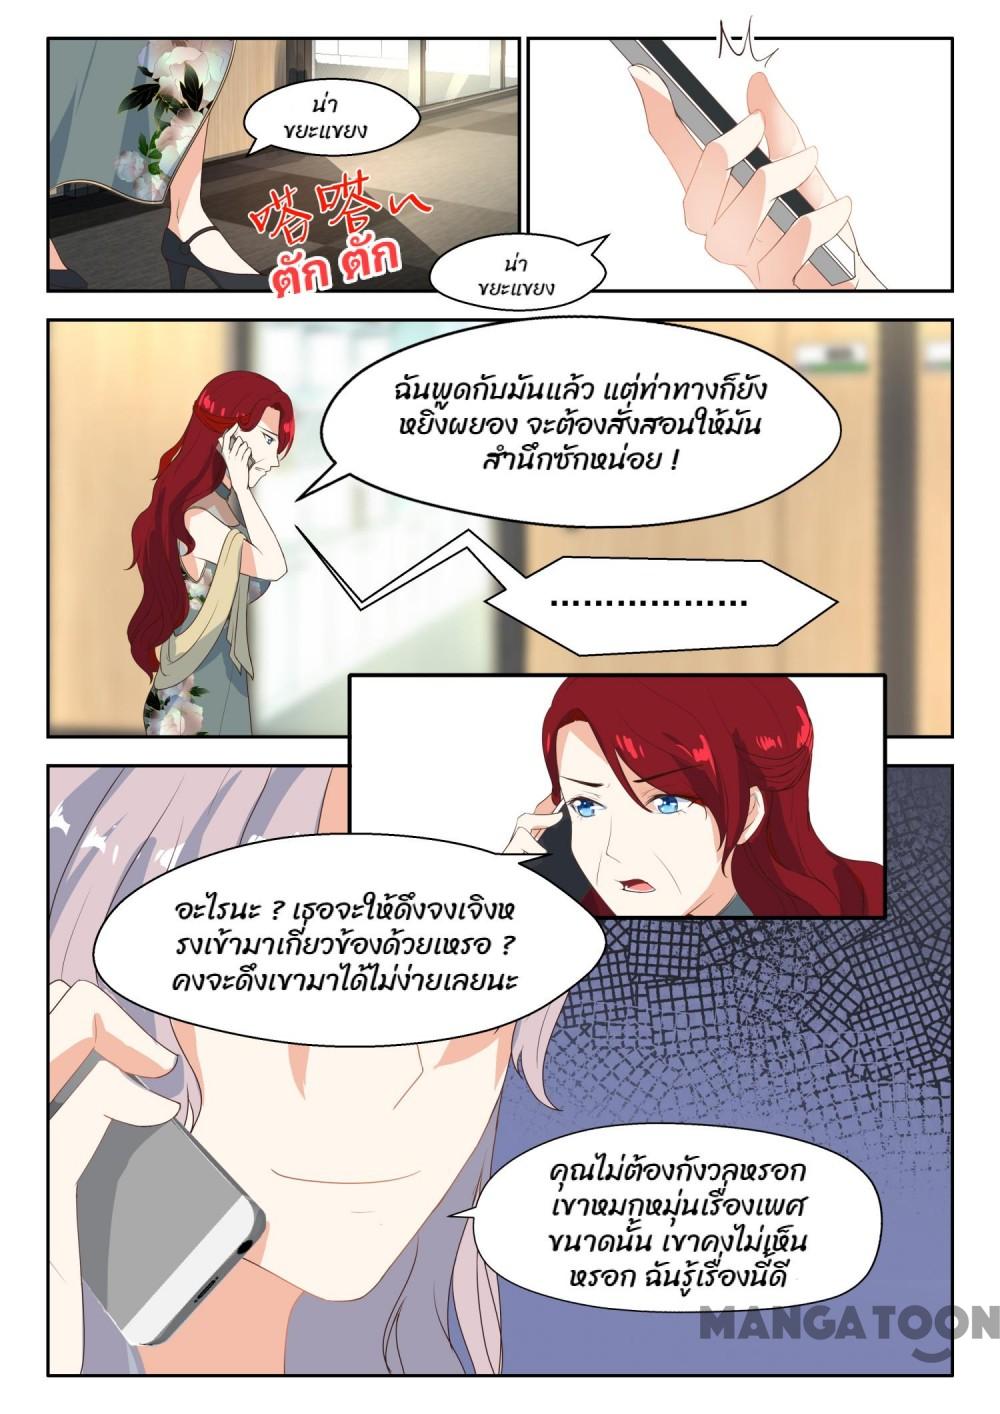 น่า
ขยะแขยง
嗒嗒~
ตัก ตัก
น่า
ขยะแขยง
ฉันพูดกับมันแล้ว แต่ท่าทางก็ยัง
หยิ่งผยอง จะต้องสั่งสอนให้มัน
สำนึกซักหน่อย !
..................
อะไรนะ ? เธอจะให้ดึงจงเจิงห
รงเข้ามาเกี่ยวข้องด้วยเหรอ ?
คงจะดึงเขามาได้ไม่ง่ายเลยนะ
คุณไม่ต้องกังวลหรอก
เขาหมกหมุ่นเรื่องเพศ
ขนาดนั้น เขาคงไม่เห็น
หรอก ฉันรู้เรื่องนี้ดี
MANGATOON